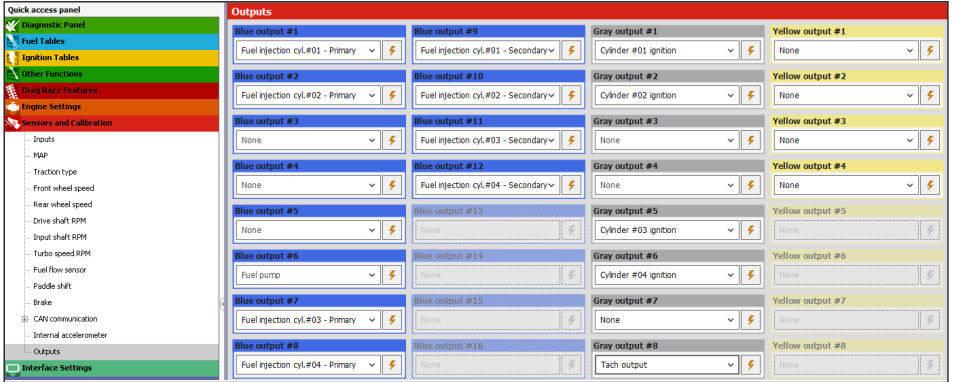 Quick access panel
Diagnostic Panel
Fuel Tables
Ignition Tables
Other Functions
Drag Race Features
Engine Settings
Sensors and Calibration
Inputs
MAP
Traction type
Front wheel speed
Rear wheel speed
Drive shaft RPM
Input shaft RPM
Turbo speed RPM
Fuel flow sensor
Paddle shift
Brake
CAN communication
Internal accelerometer
Outputs
Interface Settings
Outputs
Blue output #1
Fuel injection cyl.#01 - Primary
Blue output #2
Fuel injection cyl.#02 - Primary
Blue output #3
None
Blue output #4
None
Blue output #5
None
Blue output #6
Fuel pump
Blue output #7
Fuel injection cyl.#03 - Primary
Blue output #8
Fuel injection cyl.#04 - Primary
Blue output #9
Fuel injection cyl.#01 - Secondary
Blue output #10
Fuel injection cyl.#02 - Secondary
Blue output #11
Fuel injection cyl.#03 - Secondary
Blue output #12
Fuel injection cyl.#04 - Secondary
Blue output #13
None
Blue output #14
None
Blue output #15
None
Blue output #16
None
Gray output #1
Cylinder #01 ignition
Gray output #2
Cylinder #02 ignition
Gray output #3
None
Gray output #4
None
Gray output #5
Cylinder #03 ignition
Gray output #6
Cylinder #04 ignition
Gray output #7
None
Gray output #8
Tach output
Yellow output #1
None
Yellow output #2
None
Yellow output #3
None
Yellow output #4
None
Yellow output #5
None
Yellow output #6
None
Yellow output #7
None
Yellow output #8
None